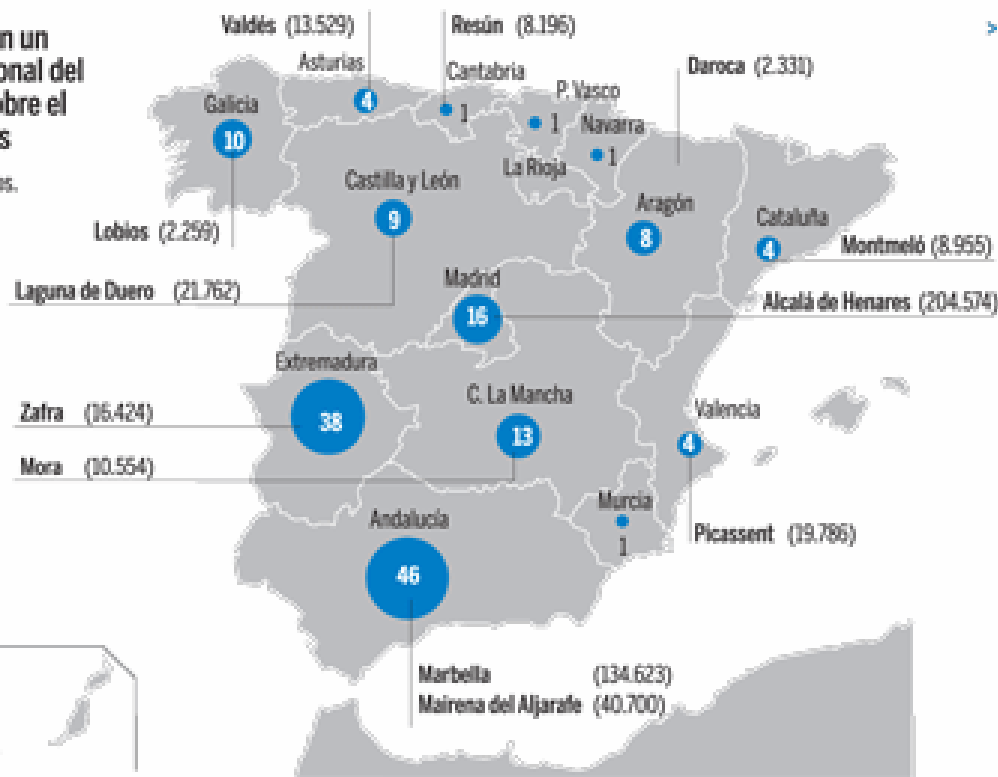 n un
onal del
obre el
s
os.
Valdés (13.529)
Resún (8.196)
Daroca (2.331)
Asturias
4
Cantabria
1
P. Vasco
1
Navarra
1
La Rioja
Galicia
10
Lobios (2.259)
Castilla y León
9
Laguna de Duero (21.762)
Aragón
8
Cataluña
4
Montmeló (8.955)
Madrid
16
Alcalá de Henares (204.574)
Extremadura
38
Zafra (16.424)
C. La Mancha
13
Mora (10.554)
Valencia
4
Picassent (19.786)
Murcia
1
Andalucía
46
Marbella (134.623)
Mairena del Aljarafe (40.700)
>